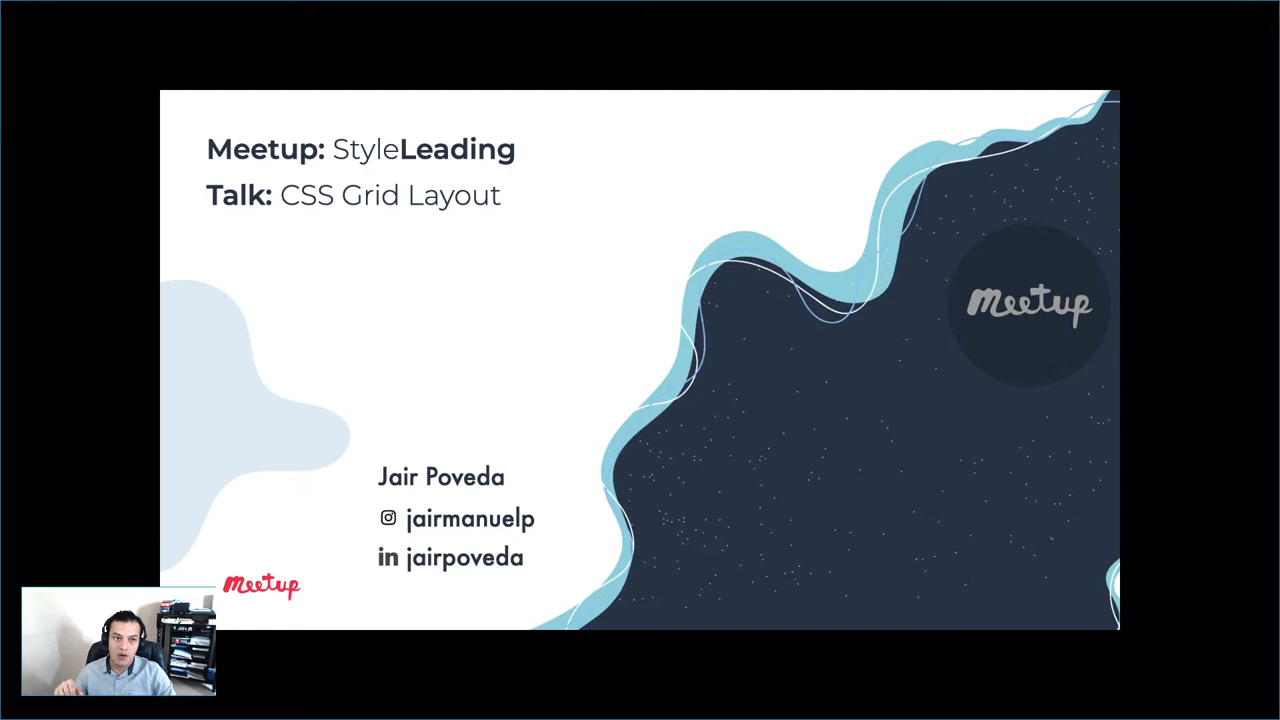 Meetup: StyleLeading
Talk: CSS Grid Layout
meetup
Jair Poveda
jairmanuelp
in jairpoveda
meetup